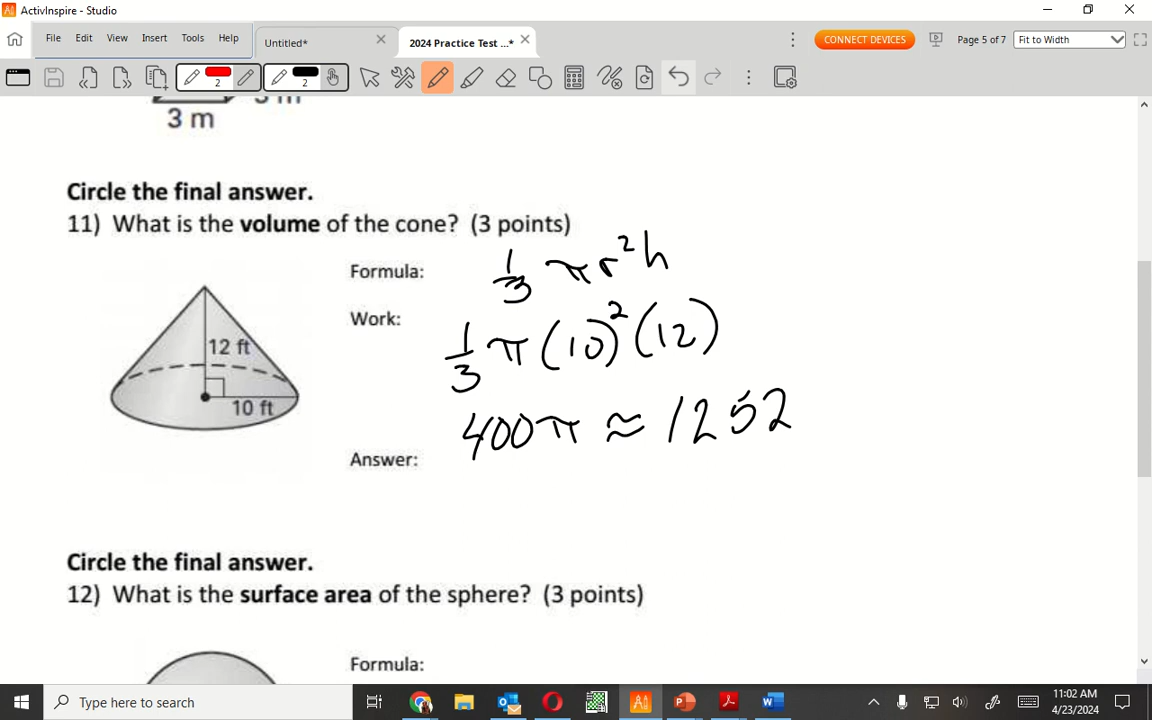 ActivInspire - Studio
File Edit View Insert Tools Help
Untitled*
2024 Practice Test ...*
CONNECT DEVICES
Page 5 of 7
Fit to Width
2
2
3 m
3 m
Circle the final answer.
11) What is the volume of the cone? (3 points)
Formula: 1/3 πr²h
Work: 1/3 π(10)²(12)
12 ft
10 ft
400π ≈ 1252
Answer:
Circle the final answer.
12) What is the surface area of the sphere? (3 points)
Formula:
Type here to search
11:02 AM
4/23/2024